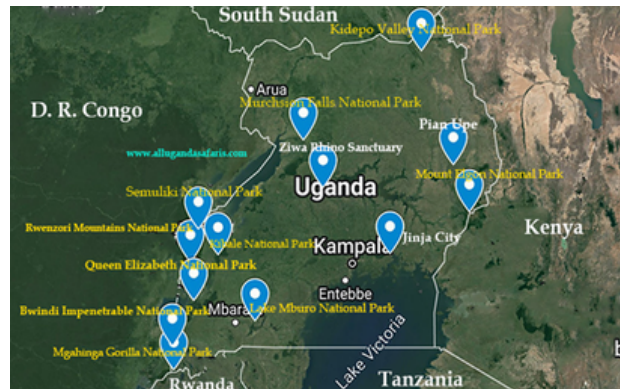 South Sudan
Kidepo Valley National Park
Arua
D. R. Congo
Murchsion Falls National Park
Pian Upe
Ziwa Rhino Sanctuary
www.allugandasafaris.com
Mount Elgon National Park
Semuliki National Park
Uganda
Rwenzori Mountains National Park
Kibale National Park
Jinja City
Kenya
Kampala
Queen Elizabeth National Park
Entebbe
Bwindi Impenetrable National Park
Mbara
Lake Mburo National Park
Lake Victoria
Mgahinga Gorilla National Park
Rwanda
Tanzania